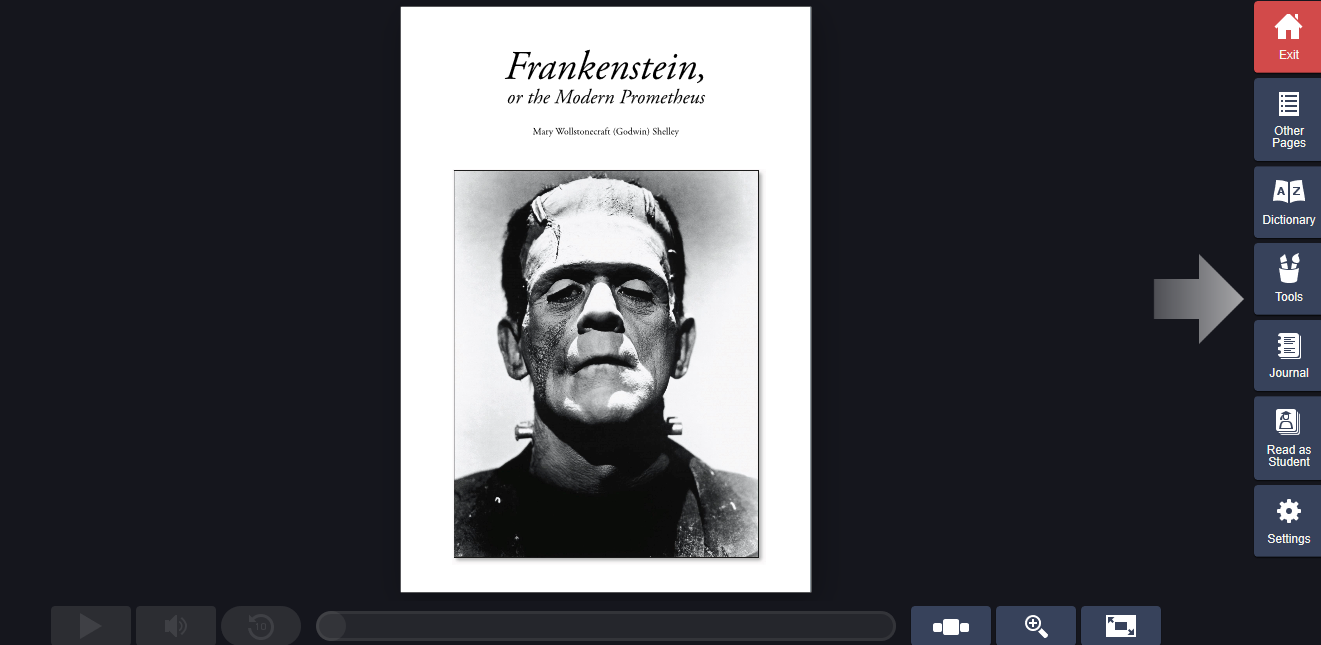 Frankenstein,
or the Modern Prometheus
Mary Wollstonecraft (Godwin) Shelley
Exit
Other
Pages
A Z
Dictionary
Tools
Journal
Read as
Student
Settings
10